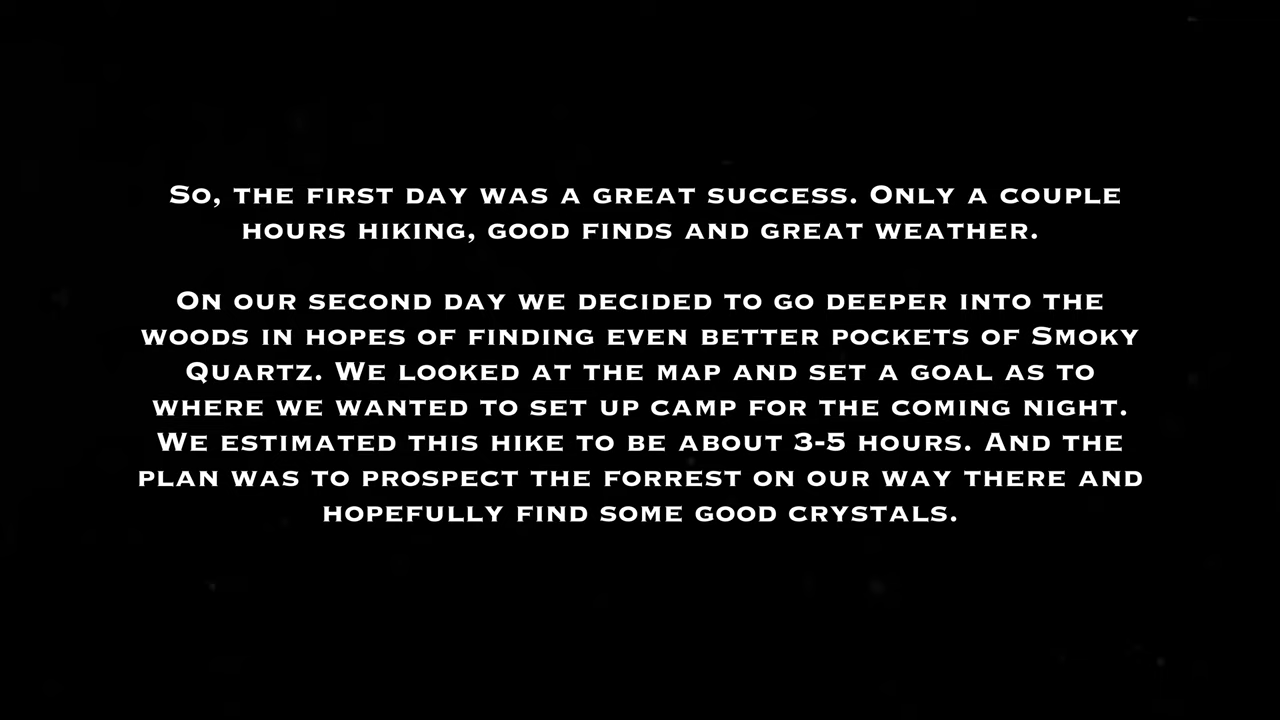 So, the first day was a great success. Only a couple
hours hiking, good finds and great weather.
On our second day we decided to go deeper into the
woods in hopes of finding even better pockets of Smoky
Quartz. We looked at the map and set a goal as to
where we wanted to set up camp for the coming night.
We estimated this hike to be about 3-5 hours. And the
plan was to prospect the forrest on our way there and
hopefully find some good crystals.